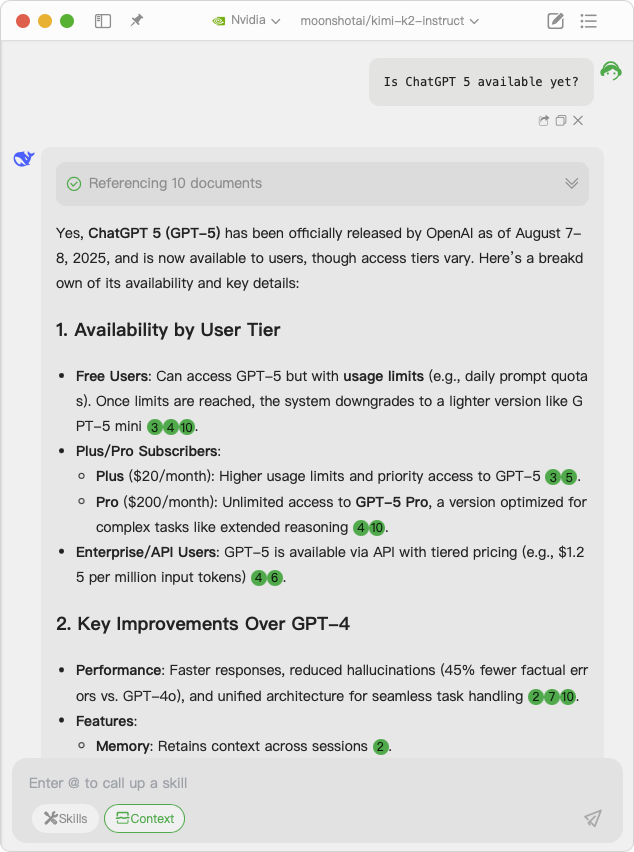 Nvidia
moonshotai/kimi-k2-instruct
Is ChatGPT 5 available yet?
Referencing 10 documents
Yes, ChatGPT 5 (GPT-5) has been officially released by OpenAI as of August 7-
8, 2025, and is now available to users, though access tiers vary. Here's a breakd
own of its availability and key details:
1. Availability by User Tier
• Free Users: Can access GPT-5 but with usage limits (e.g., daily prompt quota
s). Once limits are reached, the system downgrades to a lighter version like G
PT-5 mini 3 4 10.
• Plus/Pro Subscribers:
◦ Plus ($20/month): Higher usage limits and priority access to GPT-5 3 5.
◦ Pro ($200/month): Unlimited access to GPT-5 Pro, a version optimized for
complex tasks like extended reasoning 4 10.
• Enterprise/API Users: GPT-5 is available via API with tiered pricing (e.g., $1.2
5 per million input tokens) 4 6.
2. Key Improvements Over GPT-4
• Performance: Faster responses, reduced hallucinations (45% fewer factual err
ors vs. GPT-4o), and unified architecture for seamless task handling 2 7 10.
• Features:
◦ Memory: Retains context across sessions 2.
Enter @ to call up a skill
Skills
Context